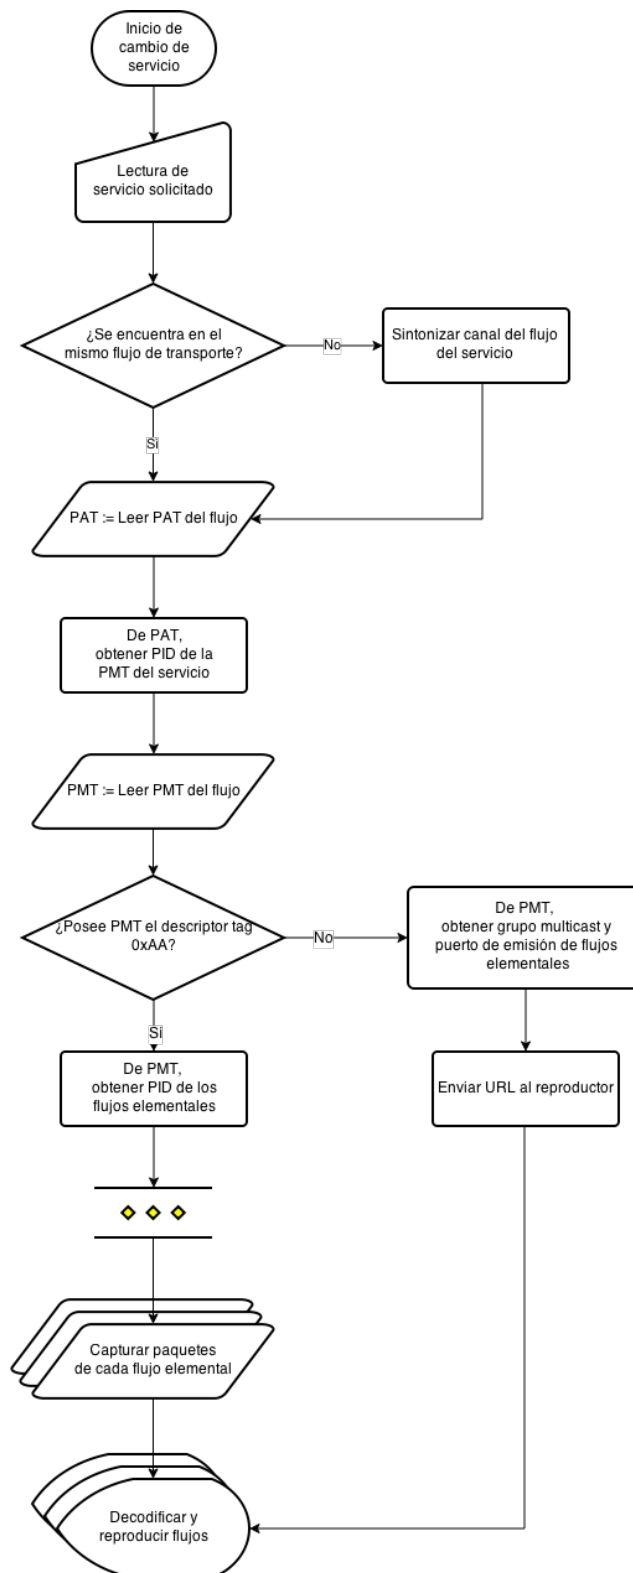 Inicio de
cambio de
servicio
Lectura de
servicio solicitado
¿Se encuentra en el
mismo flujo de transporte?
No
Sintonizar canal del flujo
del servicio
Si
PAT := Leer PAT del flujo
De PAT,
obtener PID de la
PMT del servicio
PMT := Leer PMT del flujo
¿Posee PMT el descriptor tag
0xAA?
No
De PMT,
obtener grupo multicast y
puerto de emisión de flujos
elementales
Si
De PMT,
obtener PID de los
flujos elementales
Enviar URL al reproductor
Capturar paquetes
de cada flujo elemental
Decodificar y
reproducir flujos